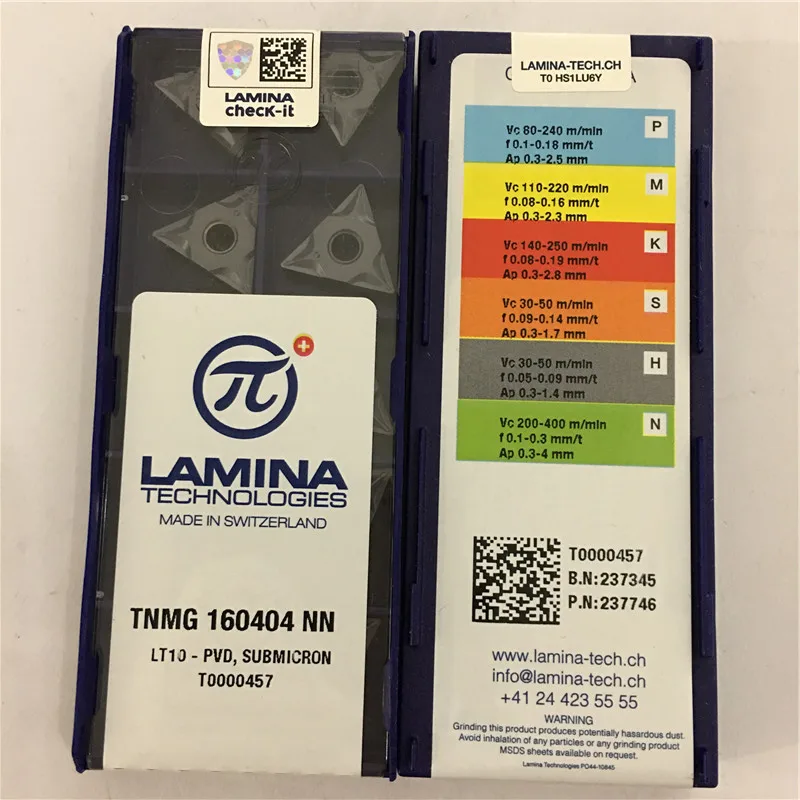 LAMINA
check-it
π
LAMINA
TECHNOLOGIES
MADE IN SWITZERLAND
TNMG 160404 NN
LT10 - PVD, SUBMICRON
T0000457
LAMINA-TECH.CH
T0 HS1LU6Y
Vc 80-240 m/min
P
f 0.1-0.18 mm/t
Ap 0.3-2.5 mm
Vc 110-220 m/min
M
f 0.08-0.16 mm/t
Ap 0.3-2.3 mm
Vc 140-250 m/min
K
f 0.08-0.19 mm/t
Ap 0.3-2.8 mm
Vc 30-50 m/min
S
f 0.09-0.14 mm/t
Ap 0.3-1.7 mm
Vc 30-50 m/min
H
f 0.05-0.09 mm/t
Ap 0.3-1.4 mm
Vc 200-400 m/min
N
f 0.1-0.3 mm/t
Ap 0.3-4 mm
T0000457
B.N:237345
P.N:237746
www.lamina-tech.ch
info@lamina-tech.ch
+41 24 423 55 55
WARNING
Grinding this product produces potentially hazardous dust.
Avoid inhalation of any particles or any grinding product
MSDS sheets available on request.
Lamina Technologies PO44-10845